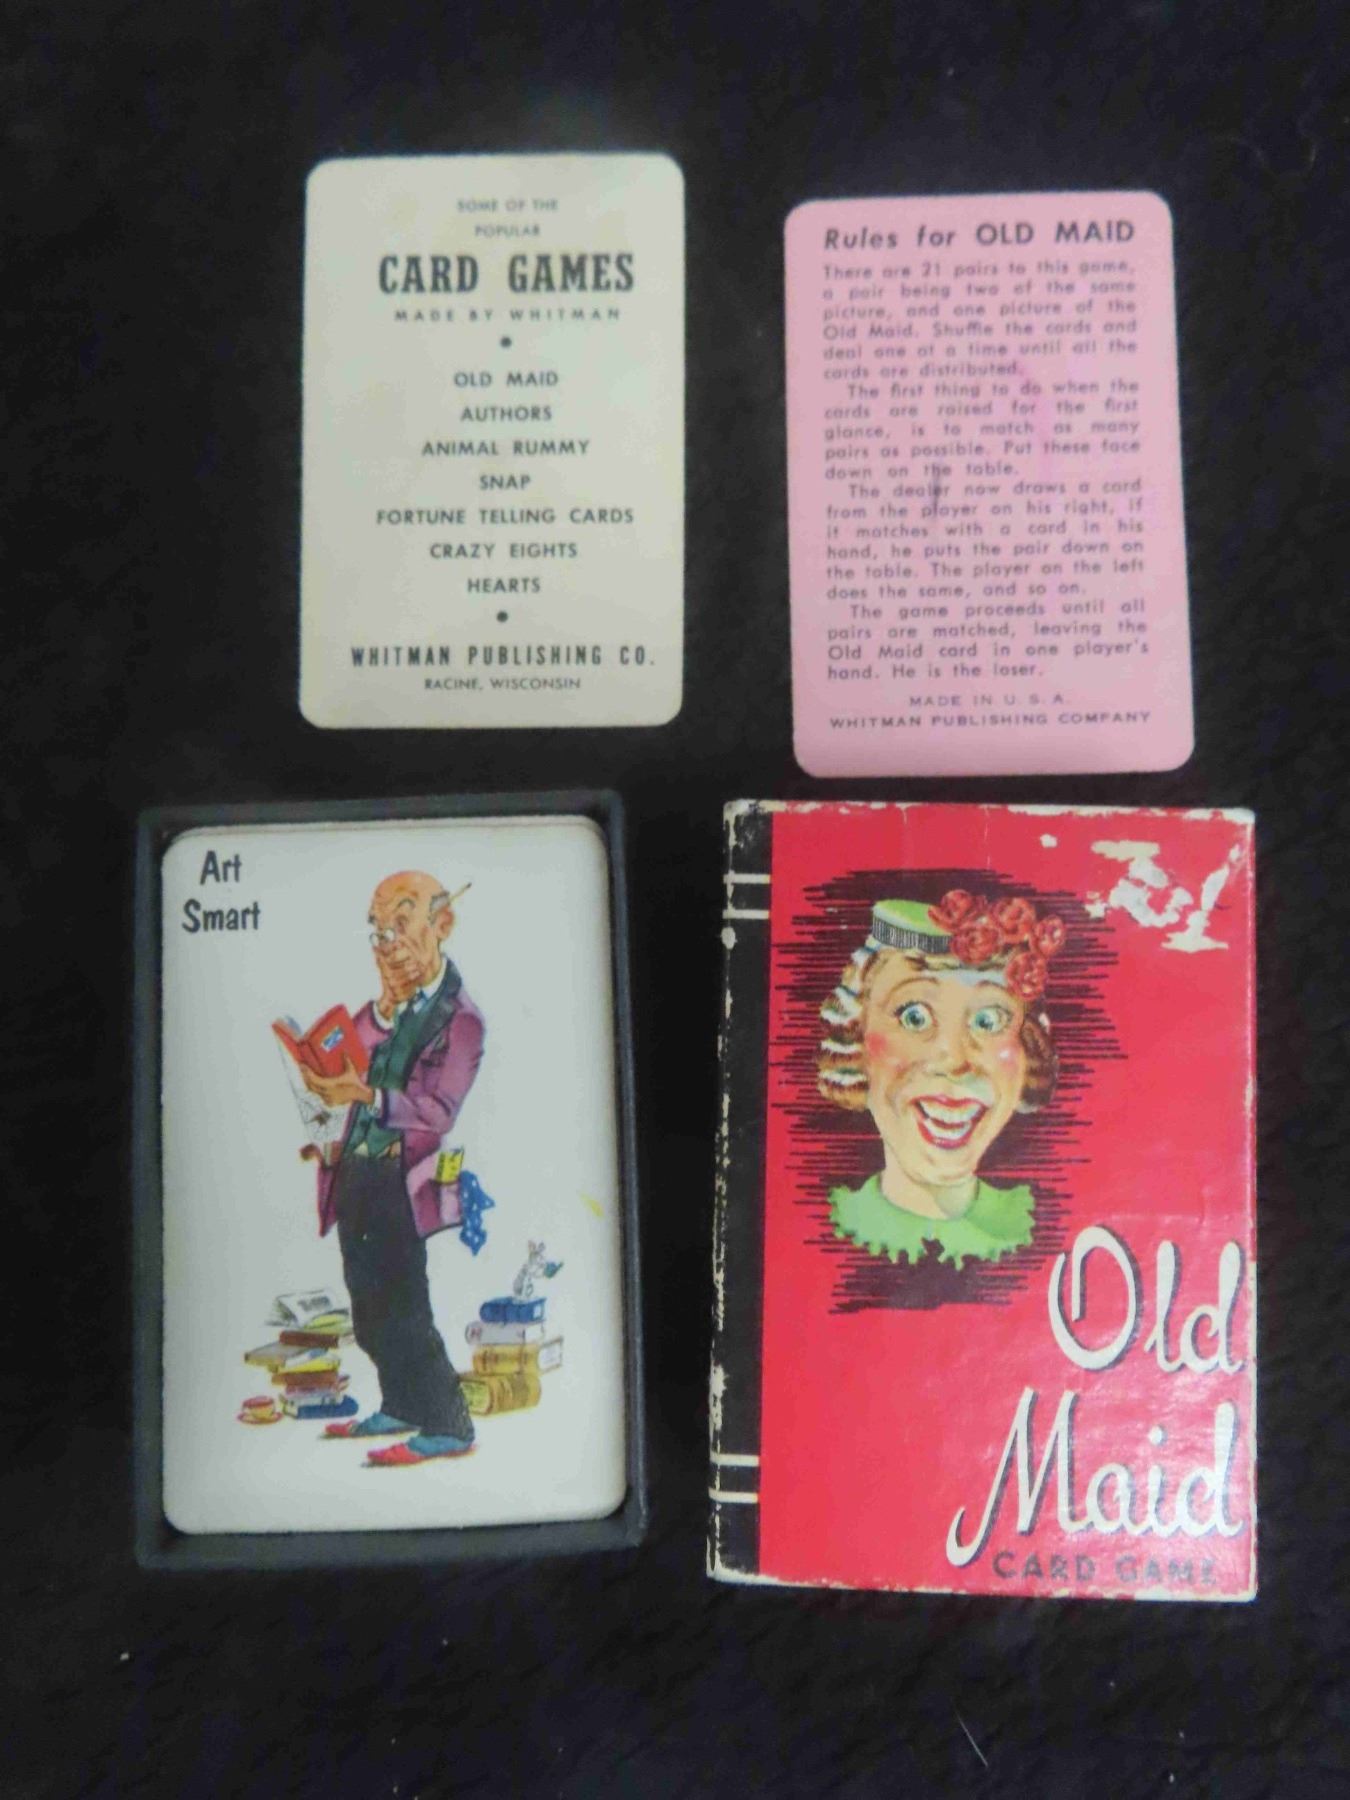 SOME OF THE
POPULAR
CARD GAMES
MADE BY WHITMAN
•
OLD MAID
AUTHORS
ANIMAL RUMMY
SNAP
FORTUNE TELLING CARDS
CRAZY EIGHTS
HEARTS
•
WHITMAN PUBLISHING CO.
RACINE, WISCONSIN
Rules for OLD MAID
There are 21 pairs to this game,
a pair being two of the same
picture, and one picture of the
Old Maid. Shuffle the cards and
deal one at a time until all the
cards are distributed.
The first thing to do when the
cards are raised for the first
glance, is to match as many
pairs as possible. Put these face
down on the table.
The dealer now draws a card
from the player on his right, if
it matches with a card in his
hand, he puts the pair down on
the table. The player on the left
does the same, and so on.
The game proceeds until all
pairs are matched, leaving the
Old Maid card in one player's
hand. He is the loser.
MADE IN U. S. A.
WHITMAN PUBLISHING COMPANY
Art
Smart
Old
Maid
CARD GAME